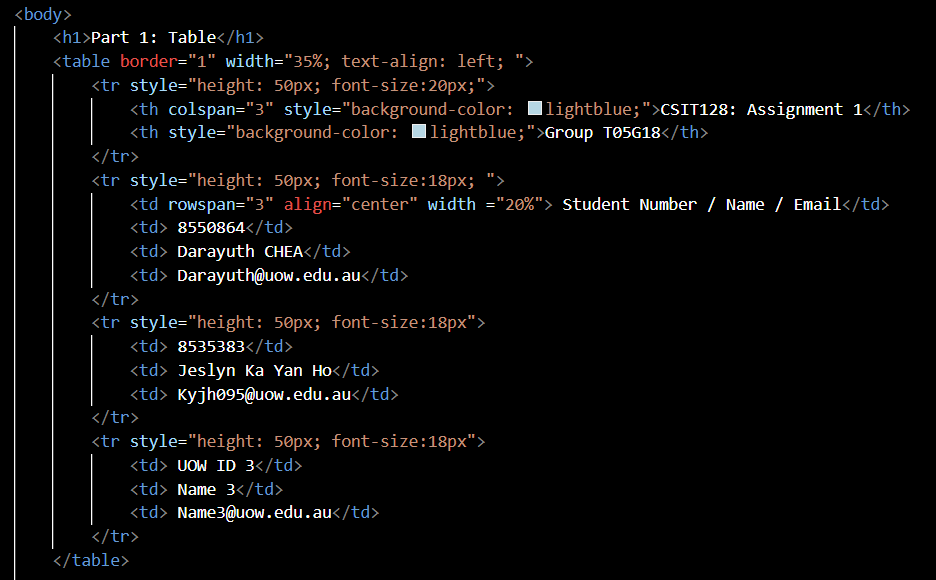 <body>
<h1>Part 1: Table</h1>
<table border="1" width="35%; text-align: left; ">
<tr style="height: 50px; font-size:20px;">
<th colspan="3" style="background-color: lightblue;">CSIT128: Assignment 1</th>
<th style="background-color: lightblue;">Group T05G18</th>
</tr>
<tr style="height: 50px; font-size:18px; ">
<td rowspan="3" align="center" width ="20%"> Student Number / Name / Email</td>
<td> 8550864</td>
<td> Darayuth CHEA</td>
<td> Darayuth@uow.edu.au</td>
</tr>
<tr style="height: 50px; font-size:18px">
<td> 8535383</td>
<td> Jeslyn Ka Yan Ho</td>
<td> Kyjh095@uow.edu.au</td>
</tr>
<tr style="height: 50px; font-size:18px">
<td> UOW ID 3</td>
<td> Name 3</td>
<td> Name3@uow.edu.au</td>
</tr>
</table>